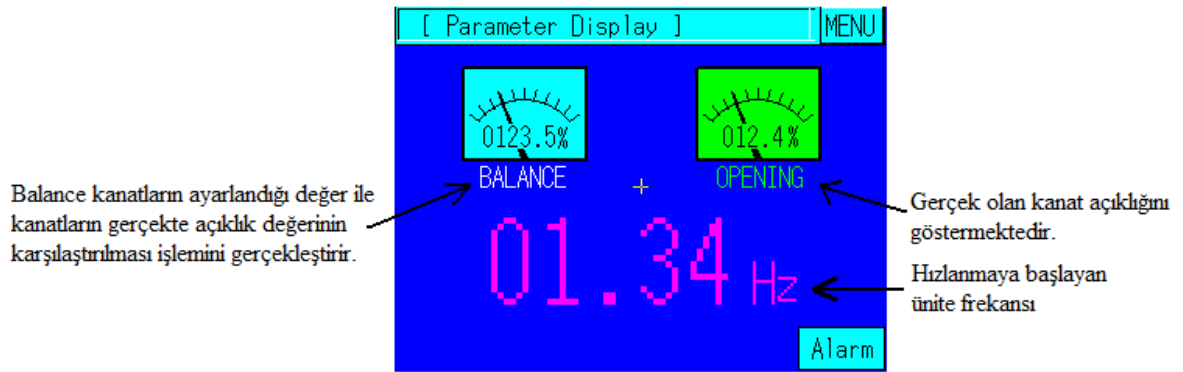 [ Parameter Display ]
MENU
0123.5%
012.4%
BALANCE
OPENING
Balance kanatların ayarlandığı değer ile
kanatların gerçekte açıklık değerinin
karşılaştırılması işlemini gerçekleştirir.
Gerçek olan kanat açıklığını
göstermektedir.
01.34 Hz
Hızlanmaya başlayan
ünite frekansı
Alarm